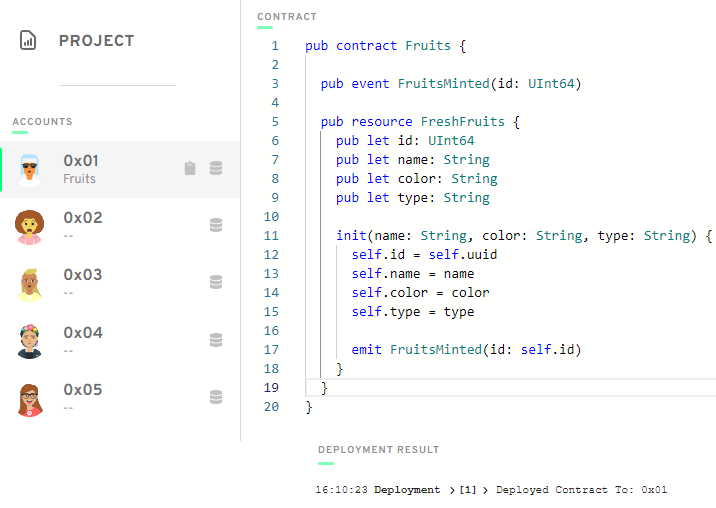 PROJECT
ACCOUNTS
0x01
Fruits
0x02
--
0x03
--
0x04
--
0x05
--
CONTRACT
1 pub contract Fruits {
2
3 pub event FruitsMinted(id: UInt64)
4
5 pub resource FreshFruits {
6 pub let id: UInt64
7 pub let name: String
8 pub let color: String
9 pub let type: String
10
11 init(name: String, color: String, type: String) {
12 self.id = self.uuid
13 self.name = name
14 self.color = color
15 self.type = type
16
17 emit FruitsMinted(id: self.id)
18 }
19 }
20 }
DEPLOYMENT RESULT
16:10:23 Deployment > [1] > Deployed Contract To: 0x01